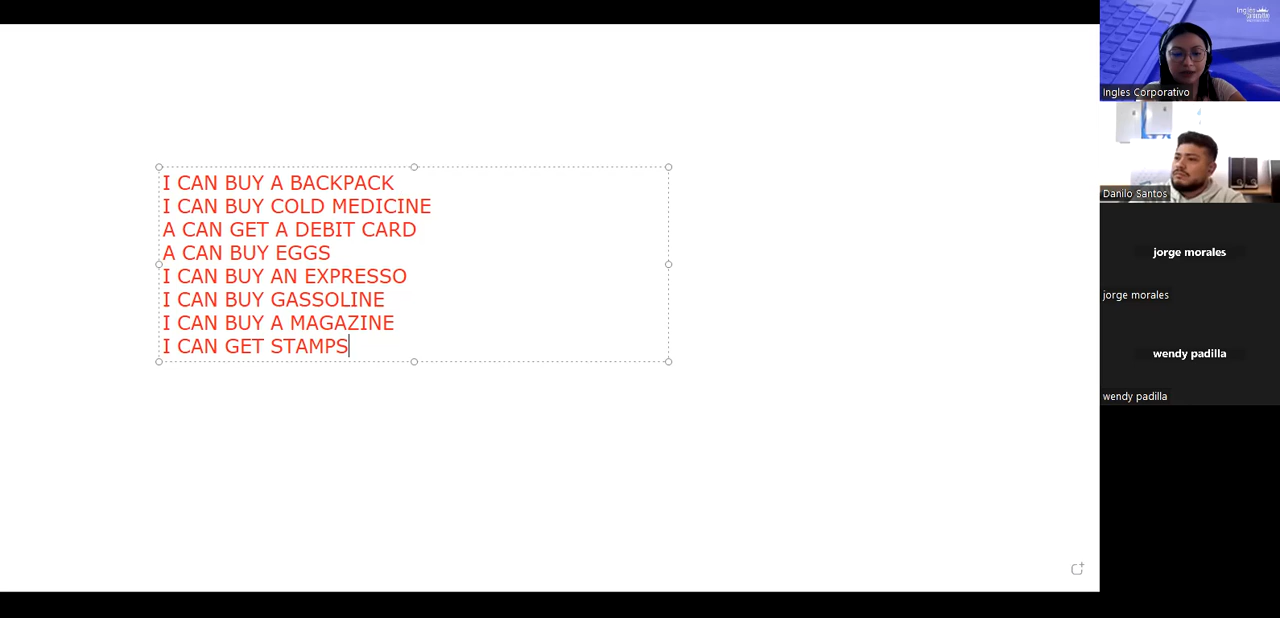 I CAN BUY A BACKPACK
I CAN BUY COLD MEDICINE
A CAN GET A DEBIT CARD
A CAN BUY EGGS
I CAN BUY AN EXPRESSO
I CAN BUY GASSOLINE
I CAN BUY A MAGAZINE
I CAN GET STAMPS
Ingles
Ingles Corporativo
Danilo Santos
jorge morales
jorge morales
wendy padilla
wendy padilla